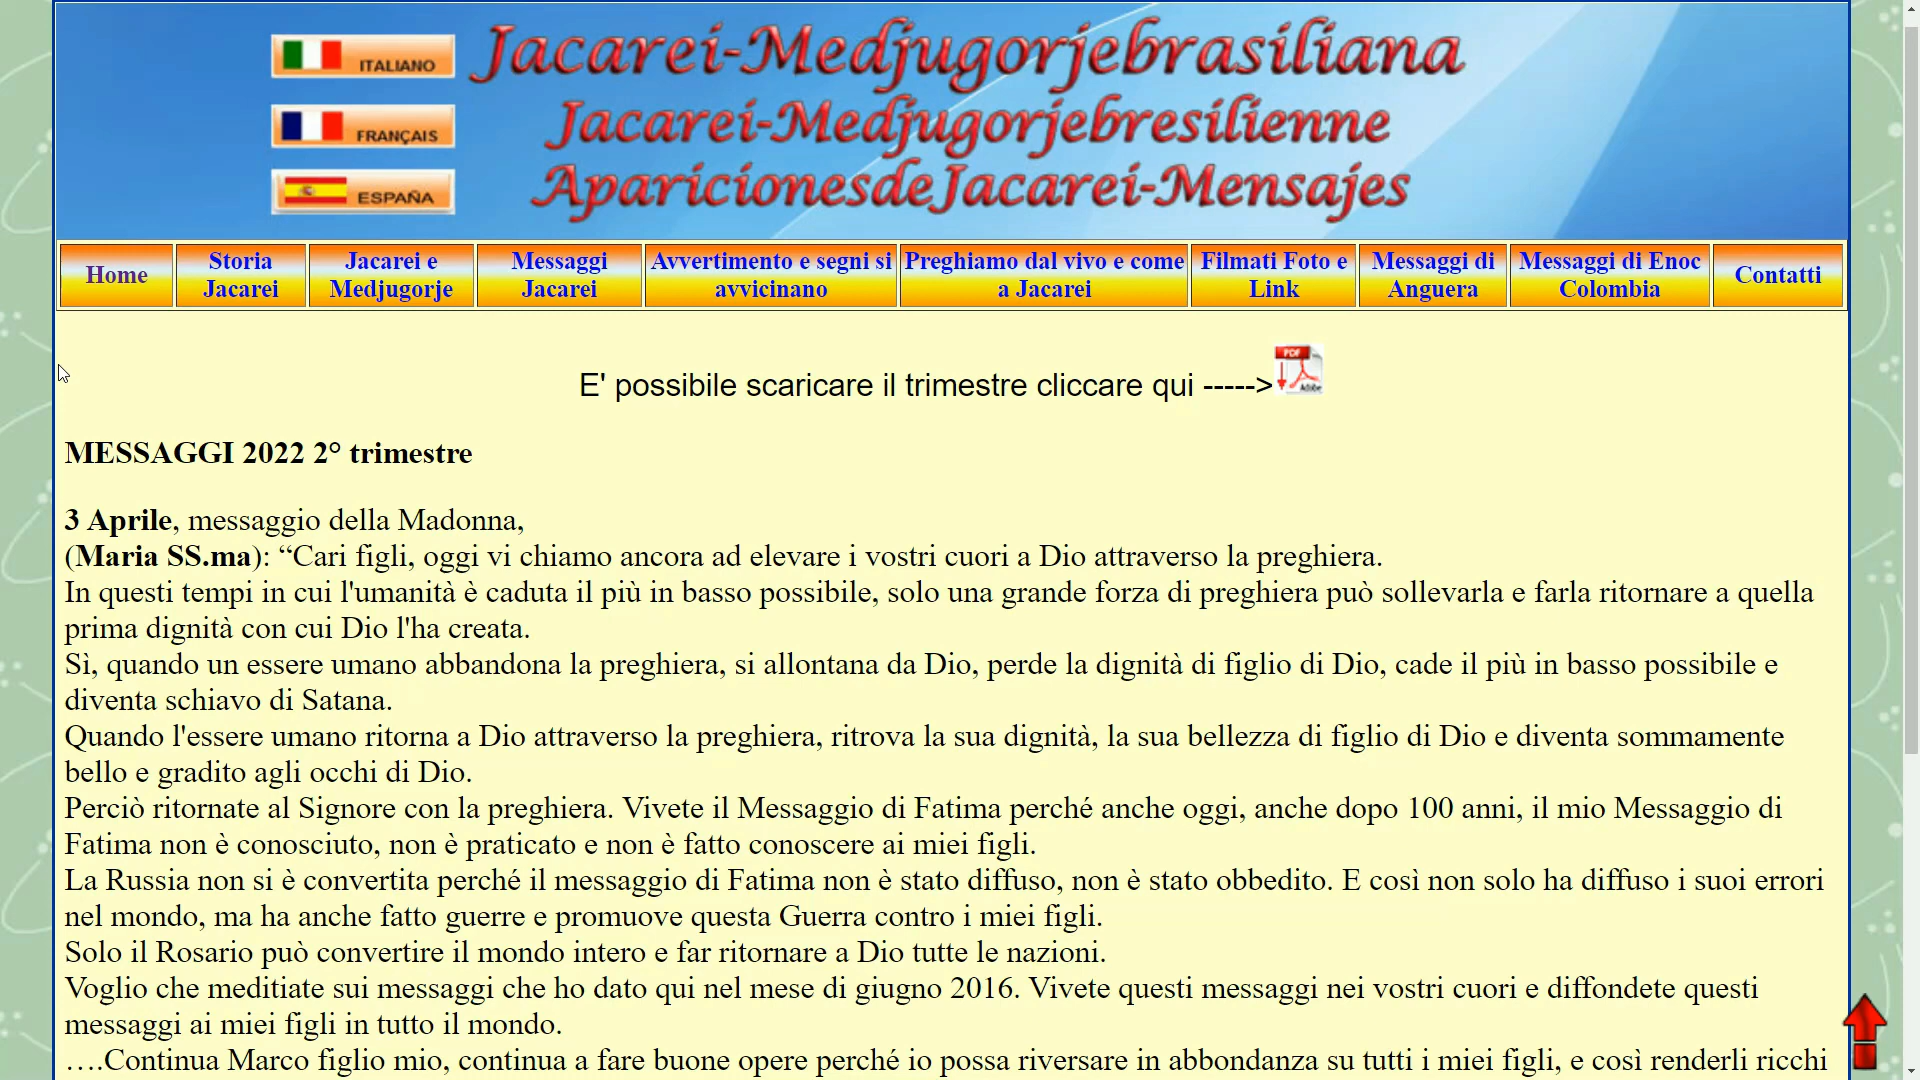 ITALIANO
Jacarei-Medjugorjebrasiliana
FRANÇAIS
Jacarei-Medjugorjebresilienne
ESPAÑA
AparicionesdeJacarei-Mensajes
Home
Storia
Jacarei
Jacarei e
Medjugorje
Messaggi
Jacarei
Avvertimento e segni si
avvicinano
Preghiamo dal vivo e come
a Jacarei
Filmati Foto e
Link
Messaggi di
Anguera
Messaggi di Enoc
Colombia
Contatti
E' possibile scaricare il trimestre cliccare qui ----->
PDF
Adobe
MESSAGGI 2022 2° trimestre
3 Aprile, messaggio della Madonna,
(Maria SS.ma): “Cari figli, oggi vi chiamo ancora ad elevare i vostri cuori a Dio attraverso la preghiera.
In questi tempi in cui l'umanità è caduta il più in basso possibile, solo una grande forza di preghiera può sollevarla e farla ritornare a quella
prima dignità con cui Dio l'ha creata.
Sì, quando un essere umano abbandona la preghiera, si allontana da Dio, perde la dignità di figlio di Dio, cade il più in basso possibile e
diventa schiavo di Satana.
Quando l'essere umano ritorna a Dio attraverso la preghiera, ritrova la sua dignità, la sua bellezza di figlio di Dio e diventa sommamente
bello e gradito agli occhi di Dio.
Perciò ritornate al Signore con la preghiera. Vivete il Messaggio di Fatima perché anche oggi, anche dopo 100 anni, il mio Messaggio di
Fatima non è conosciuto, non è praticato e non è fatto conoscere ai miei figli.
La Russia non si è convertita perché il messaggio di Fatima non è stato diffuso, non è stato obbedito. E così non solo ha diffuso i suoi errori
nel mondo, ma ha anche fatto guerre e promuove questa Guerra contro i miei figli.
Solo il Rosario può convertire il mondo intero e far ritornare a Dio tutte le nazioni.
Voglio che meditiate sui messaggi che ho dato qui nel mese di giugno 2016. Vivete questi messaggi nei vostri cuori e diffondete questi
messaggi ai miei figli in tutto il mondo.
….Continua Marco figlio mio, continua a fare buone opere perché io possa riversare in abbondanza su tutti i miei figli, e così renderli ricchi